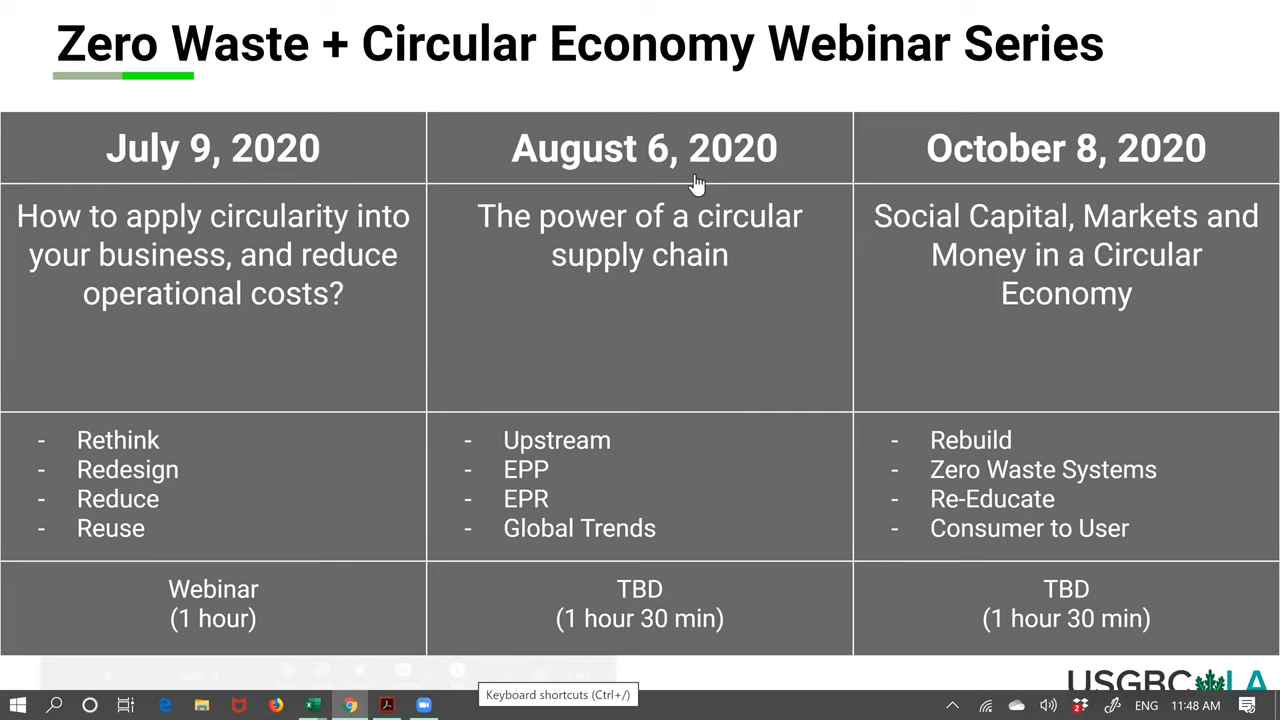 Zero Waste + Circular Economy Webinar Series
July 9, 2020
August 6, 2020
October 8, 2020
How to apply circularity into
your business, and reduce
operational costs?
The power of a circular
supply chain
Social Capital, Markets and
Money in a Circular
Economy
- Rethink
- Redesign
- Reduce
- Reuse
- Upstream
- EPP
- EPR
- Global Trends
- Rebuild
- Zero Waste Systems
- Re-Educate
- Consumer to User
Webinar
(1 hour)
TBD
(1 hour 30 min)
TBD
(1 hour 30 min)
USGBC LA
Keyboard shortcuts (Ctrl+/)
2
ENG
11:48 AM